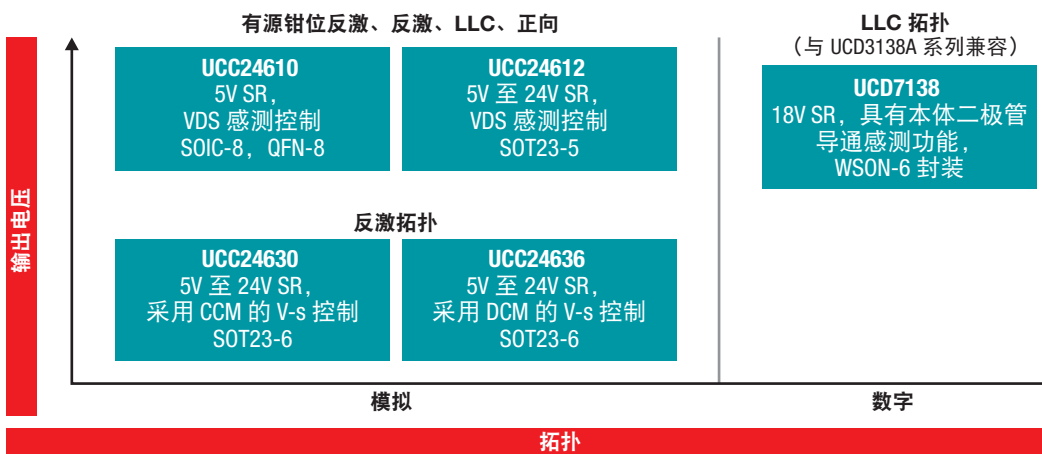 有源钳位反激、反激、LLC、正向
LLC 拓扑
（与 UCD3138A 系列兼容）
UCC24610
5V SR，
VDS 感测控制
SOIC-8，QFN-8
UCC24612
5V 至 24V SR，
VDS 感测控制
SOT23-5
UCD7138
18V SR，具有本体二极管
导通感测功能，
WSON-6 封装
输出电压
反激拓扑
UCC24630
5V 至 24V SR，
采用 CCM 的 V-s 控制
SOT23-6
UCC24636
5V 至 24V SR，
采用 DCM 的 V-s 控制
SOT23-6
模拟
数字
拓扑